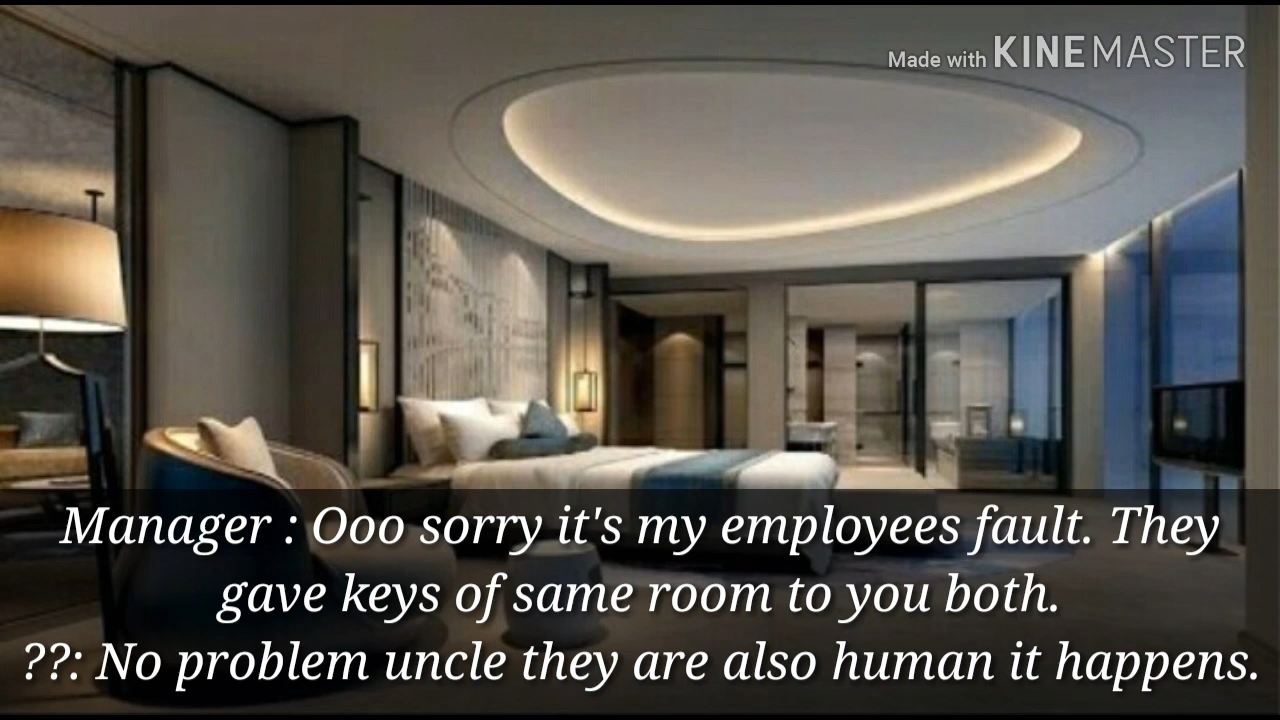 Made with KINEMASTER
Manager : Ooo sorry it's my employees fault. They
gave keys of same room to you both.
??: No problem uncle they are also human it happens.